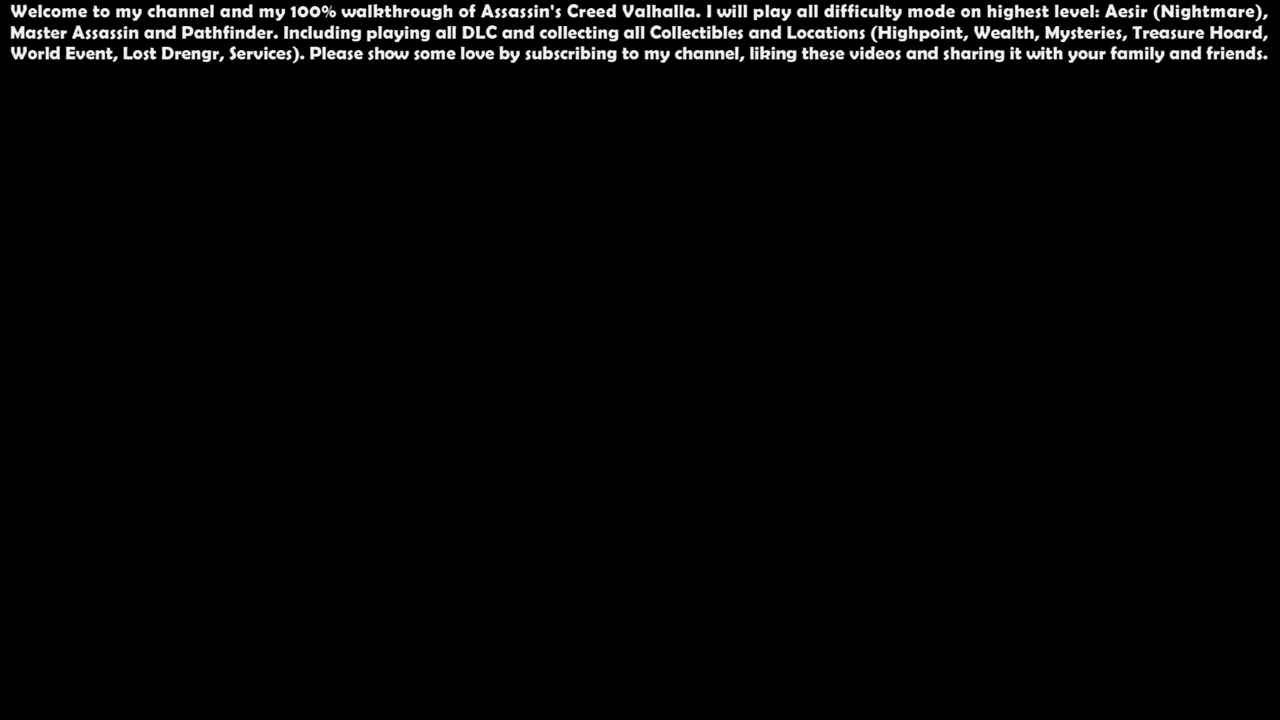 Welcome to my channel and my 100% walkthrough of Assassin's Creed Valhalla. I will play all difficulty mode on highest level: Aesir (Nightmare),
Master Assassin and Pathfinder. Including playing all DLC and collecting all Collectibles and Locations (Highpoint, Wealth, Mysteries, Treasure Hoard,
World Event, Lost Drengr, Services). Please show some love by subscribing to my channel, liking these videos and sharing it with your family and friends.